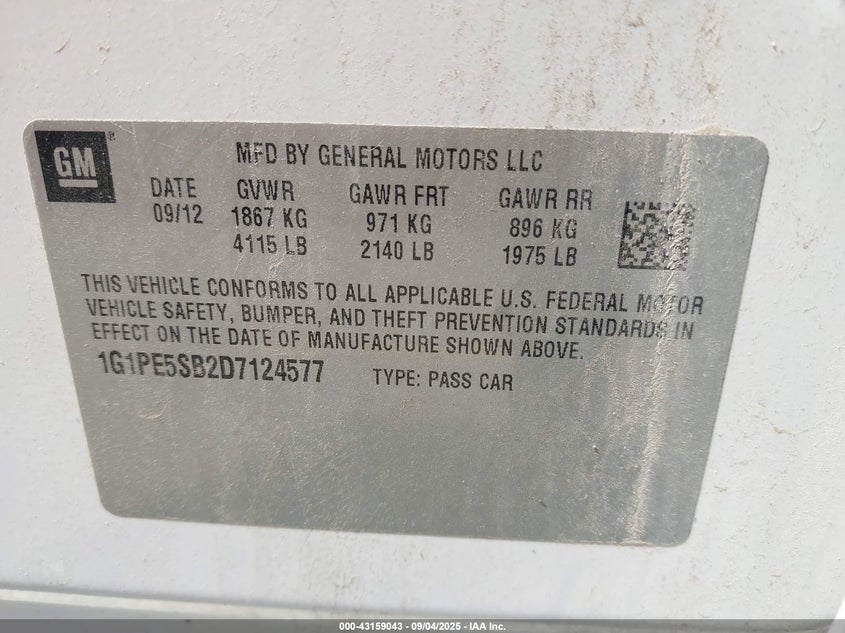 GM ®
MFD BY GENERAL MOTORS LLC
DATE GVWR GAWR FRT GAWR RR
09/12 1867 KG 971 KG 896 KG
4115 LB 2140 LB 1975 LB
THIS VEHICLE CONFORMS TO ALL APPLICABLE U.S. FEDERAL MOTOR
VEHICLE SAFETY, BUMPER, AND THEFT PREVENTION STANDARDS IN
EFFECT ON THE DATE OF MANUFACTURE SHOWN ABOVE.
1G1PE5SB2D7124577 TYPE: PASS CAR
000-43159043 - 09/04/2025 - IAA Inc.